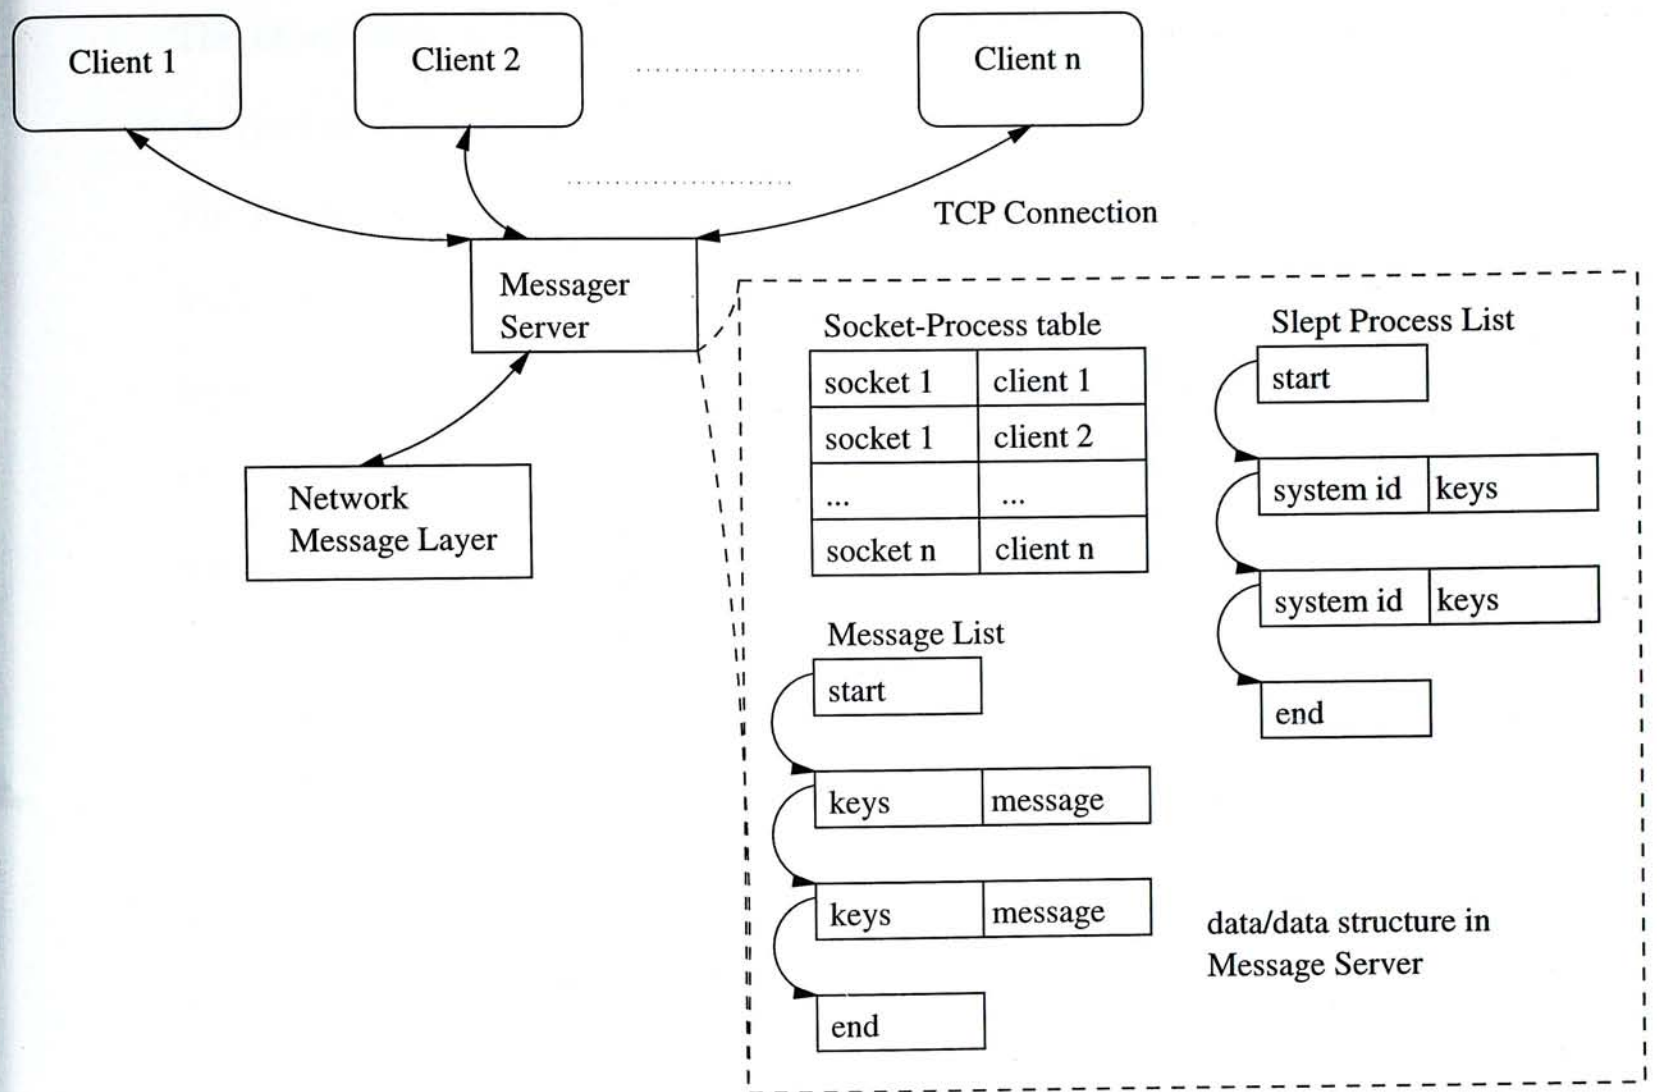 Client 1
Client 2
....................
Client n
....................
TCP Connection
Messager
Server
Network
Message Layer
Socket-Process table
socket 1 client 1
socket 1 client 2
... ...
socket n client n
Slept Process List
start
system id keys
system id keys
end
Message List
start
keys message
keys message
end
data/data structure in
Message Server